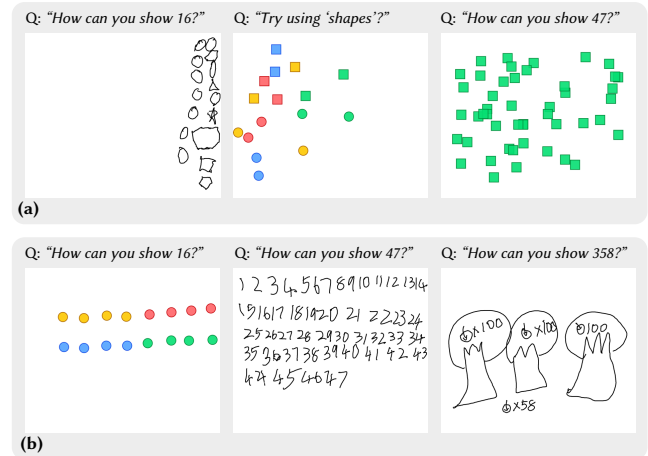 Q: “How can you show 16?”
Q: “Try using ‘shapes’?”
Q: “How can you show 47?”
(a)
Q: “How can you show 16?”
Q: “How can you show 47?”
Q: “How can you show 358?”
1 2 3 4 5 6 7 8 9 10 11 12 13 14
15 16 17 18 19 20 21 22 23 24
25 26 27 28 29 30 31 32 33 34
35 36 37 38 39 40 41 42 43
44 45 46 47
x100
x100
100
x58
(b)